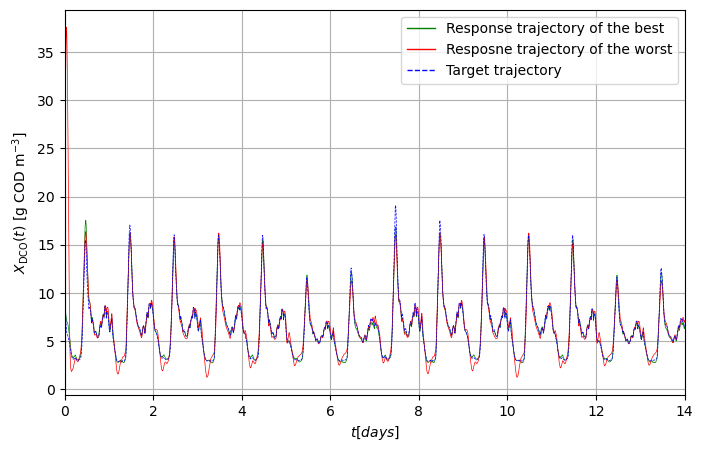 Response trajectory of the best
Resposne trajectory of the worst
Target trajectory
X_DCO(t) [g COD m⁻³]
35
30
25
20
15
10
5
0
0 2 4 6 8 10 12 14
t[days]